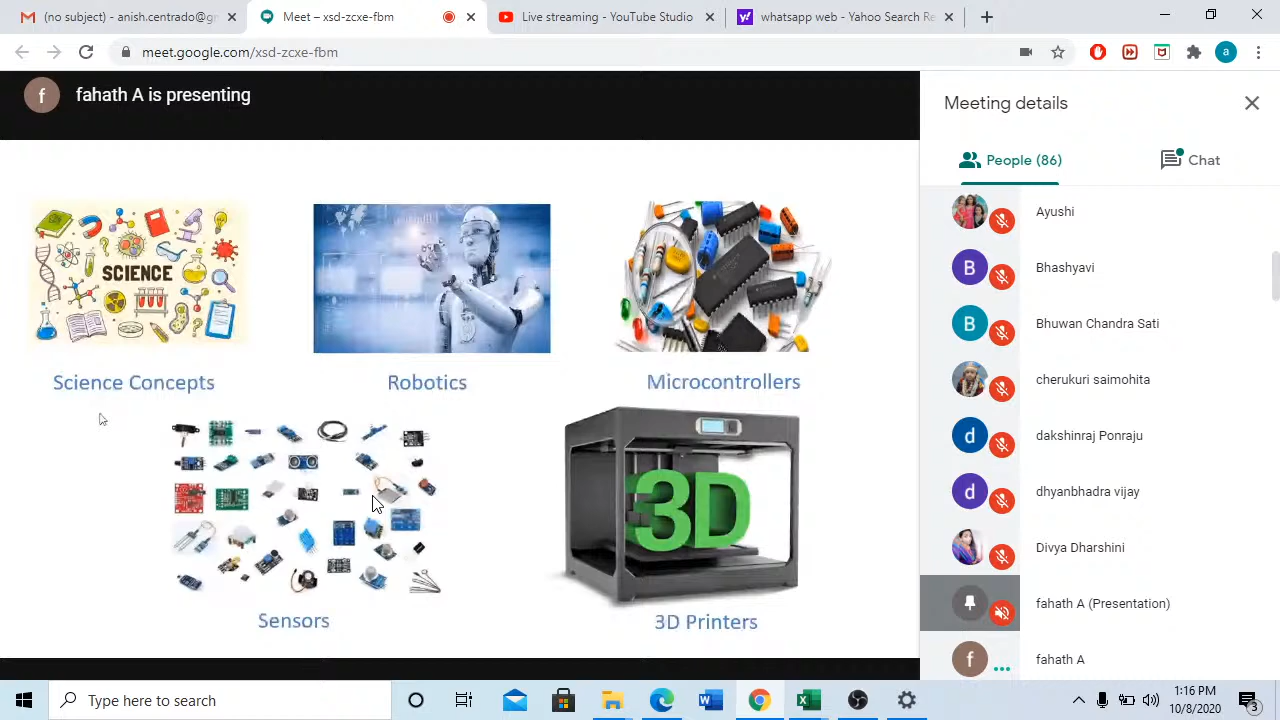 (no subject) - anish.centrado@gm
Meet – xsd-zcxe-fbm
Live streaming - YouTube Studio
whatsapp web - Yahoo Search Re
meet.google.com/xsd-zcxe-fbm
a
f
fahath A is presenting
Meeting details
People (86)
Chat
Ayushi
B
Bhashyavi
B
Bhuwan Chandra Sati
cherukuri saimohita
d
dakshinraj Ponraju
d
dhyanbhadra vijay
Divya Dharshini
fahath A (Presentation)
f
fahath A
SCIENCE
Science Concepts
Robotics
Microcontrollers
3D
Sensors
3D Printers
Type here to search
1:16 PM
10/8/2020
3